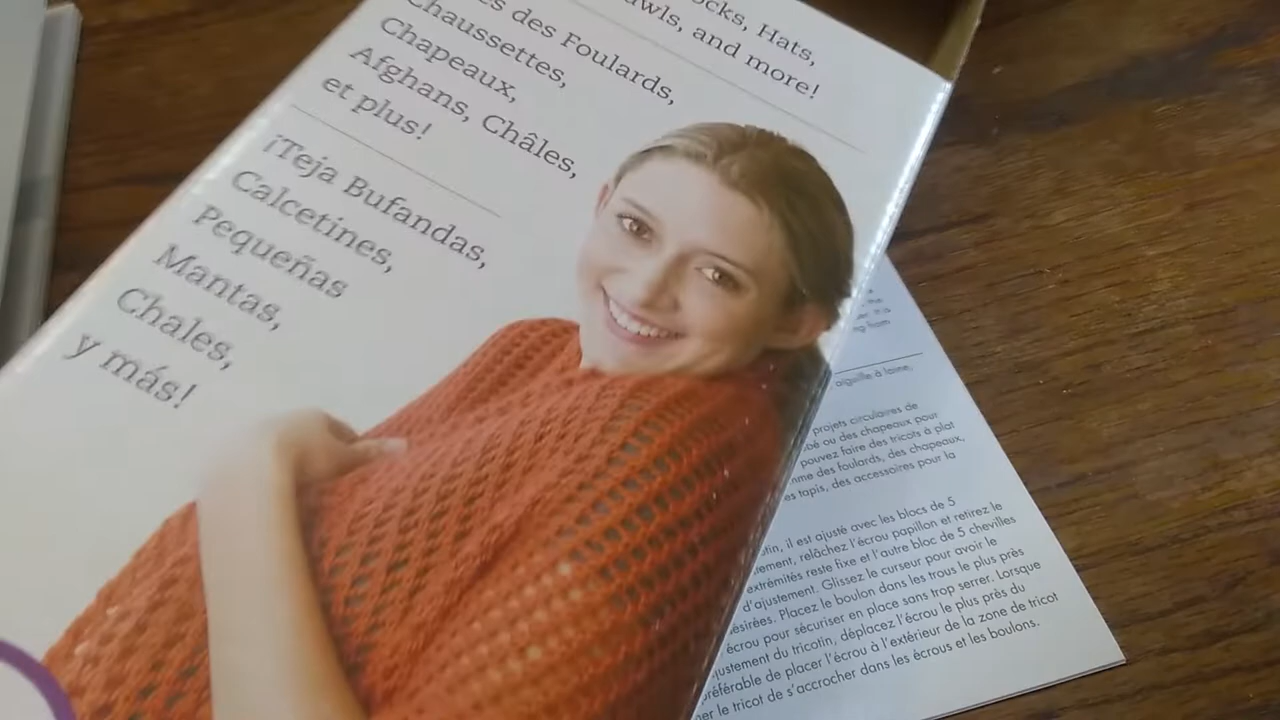 Socks, Hats,
Shawls, and more!
des Foulards,
Chaussettes,
Chapeaux,
Afghans, Châles,
et plus!
¡Teja Bufandas,
Calcetines,
Pequeñas
Mantas,
Chales,
y más!
the
aiguille à laine,
projets circulaires de
ou des chapeaux pour
pouvez faire des tricots à plat
des foulards, des chapeaux,
tapis, des accessoires pour la
il est ajusté avec les blocs de 5
relâchez l'écrou papillon et retirez le
extrémités reste fixe et l'autre bloc de 5 chevilles
d'ajustement. Glissez le curseur pour avoir le
Placez le boulon dans les trous le plus près
écrou pour sécuriser en place sans trop serrer. Lorsque
du tricotin, déplacez l'écrou le plus près du
préférable de placer l'écrou à l'extérieur de la zone de tricot
le tricot de s'accrocher dans les écrous et les boulons.